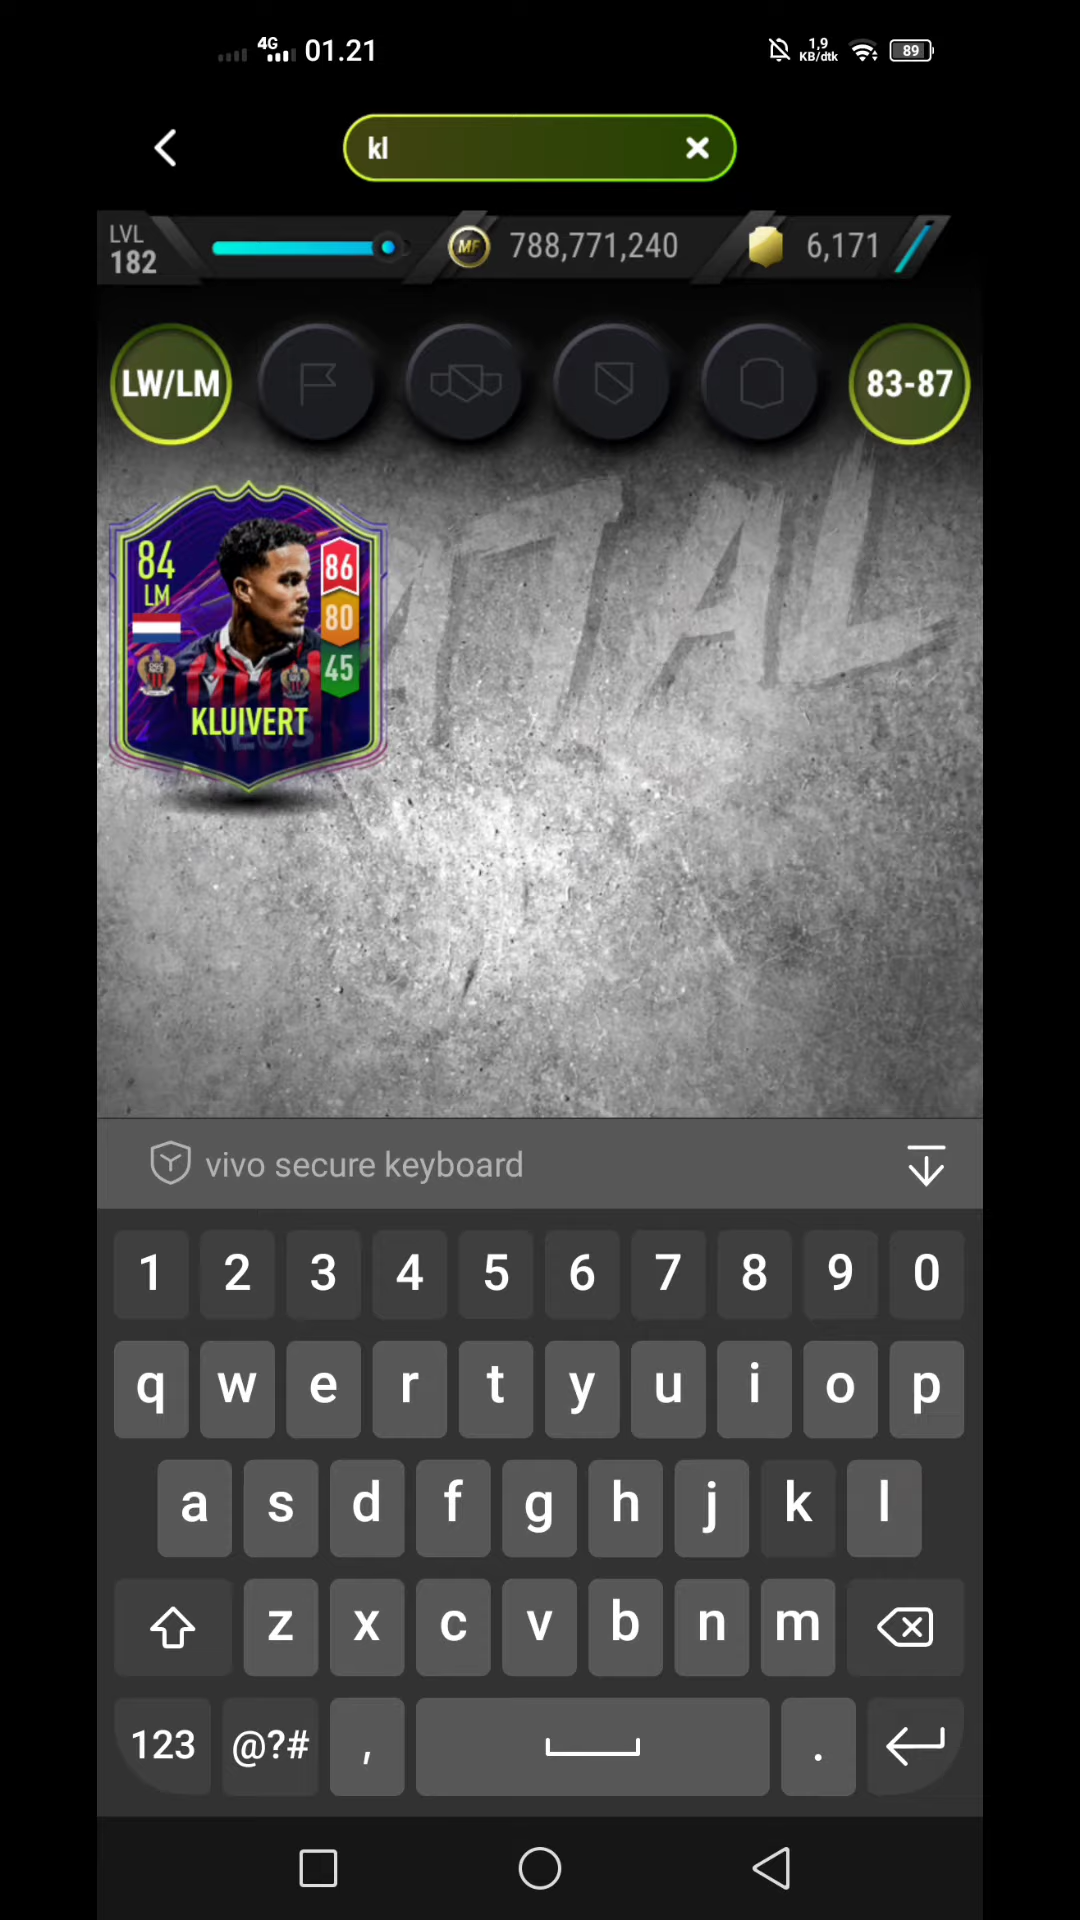 4G 01.21 1,9 KB/dtk 89
kl
LVL 182 MF 788,771,240 6,171
LW/LM 83-87
84
LM
86
80
45
KLUIVERT
vivo secure keyboard
1 2 3 4 5 6 7 8 9 0
q w e r t y u i o p
a s d f g h j k l
z x c v b n m
123 @?# , .